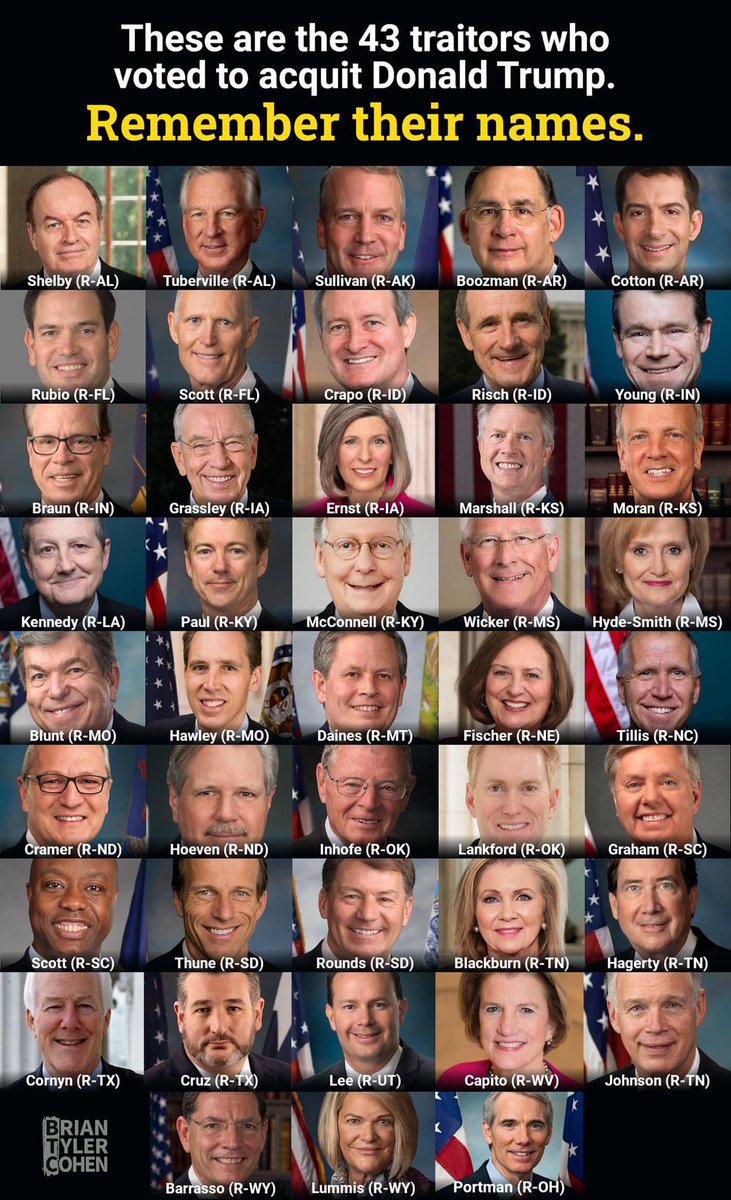 These are the 43 traitors who
voted to acquit Donald Trump.
Remember their names.
Shelby (R-AL)
Tuberville (R-AL)
Sullivan (R-AK)
Boozman (R-AR)
Cotton (R-AR)
Rubio (R-FL)
Scott (R-FL)
Crapo (R-ID)
Risch (R-ID)
Young (R-IN)
Braun (R-IN)
Grassley (R-IA)
Ernst (R-IA)
Marshall (R-KS)
Moran (R-KS)
Kennedy (R-LA)
Paul (R-KY)
McConnell (R-KY)
Wicker (R-MS)
Hyde-Smith (R-MS)
Blunt (R-MO)
Hawley (R-MO)
Daines (R-MT)
Fischer (R-NE)
Tillis (R-NC)
Cramer (R-ND)
Hoeven (R-ND)
Inhofe (R-OK)
Lankford (R-OK)
Graham (R-SC)
Scott (R-SC)
Thune (R-SD)
Rounds (R-SD)
Blackburn (R-TN)
Hagerty (R-TN)
Cornyn (R-TX)
Cruz (R-TX)
Lee (R-UT)
Capito (R-WV)
Johnson (R-TN)
BRIAN
TYLER
COHEN
Barrasso (R-WY)
Lummis (R-WY)
Portman (R-OH)